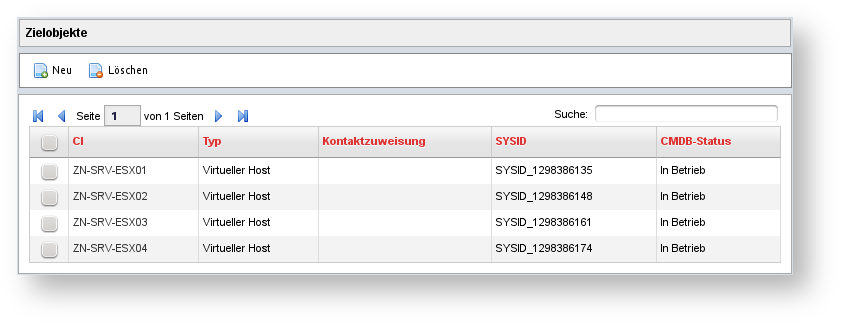 Zielobjekte
Neu Löschen
Seite 1 von 1 Seiten Suche:
CI Typ Kontaktzuweisung SYSID CMDB-Status
ZN-SRV-ESX01 Virtueller Host SYSID_1298386135 In Betrieb
ZN-SRV-ESX02 Virtueller Host SYSID_1298386148 In Betrieb
ZN-SRV-ESX03 Virtueller Host SYSID_1298386161 In Betrieb
ZN-SRV-ESX04 Virtueller Host SYSID_1298386174 In Betrieb